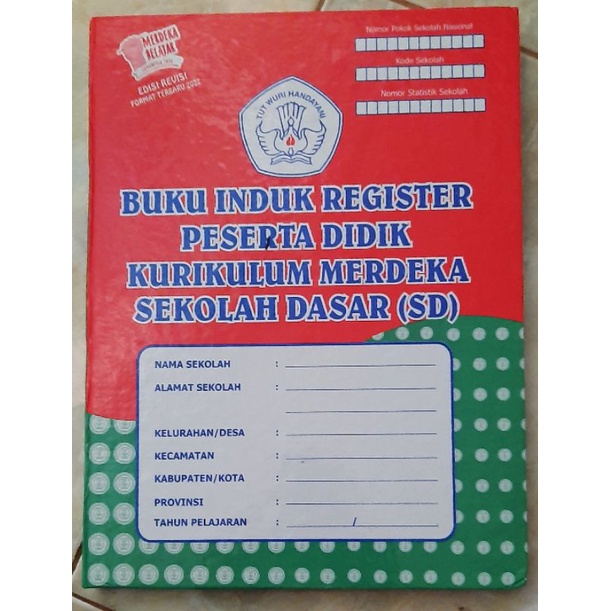 MERDEKA
BELAJAR
EDISI REVISI
FORMAT TERBARU 2022
Nomor Pokok Sekolah Nasional
Kode Sekolah
Nomor Statistik Sekolah
TUT WURI HANDAYANI
BUKU INDUK REGISTER
PESERTA DIDIK
KURIKULUM MERDEKA
SEKOLAH DASAR (SD)
NAMA SEKOLAH :
ALAMAT SEKOLAH :
KELURAHAN/DESA :
KECAMATAN :
KABUPATEN/KOTA :
PROVINSI :
TAHUN PELAJARAN : /